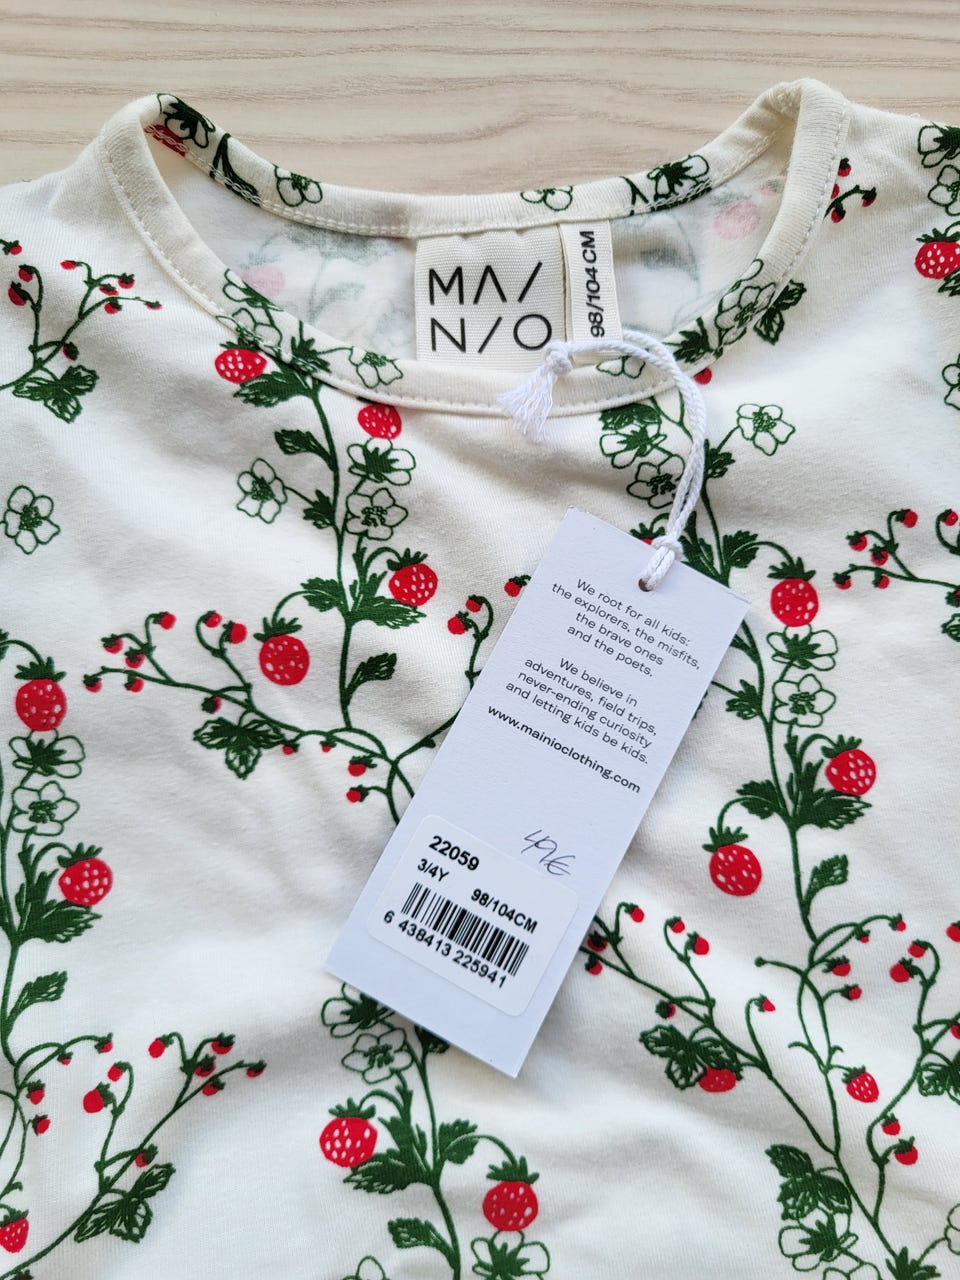 MA/
N/O
98/104 CM
We root for all kids:
the explorers, the misfits,
the brave ones
and the poets.
We believe in
adventures, field trips,
never-ending curiosity
and letting kids be kids.
www.mainioclothing.com
49€
22059
3/4Y 98/104CM
6 438413 225941